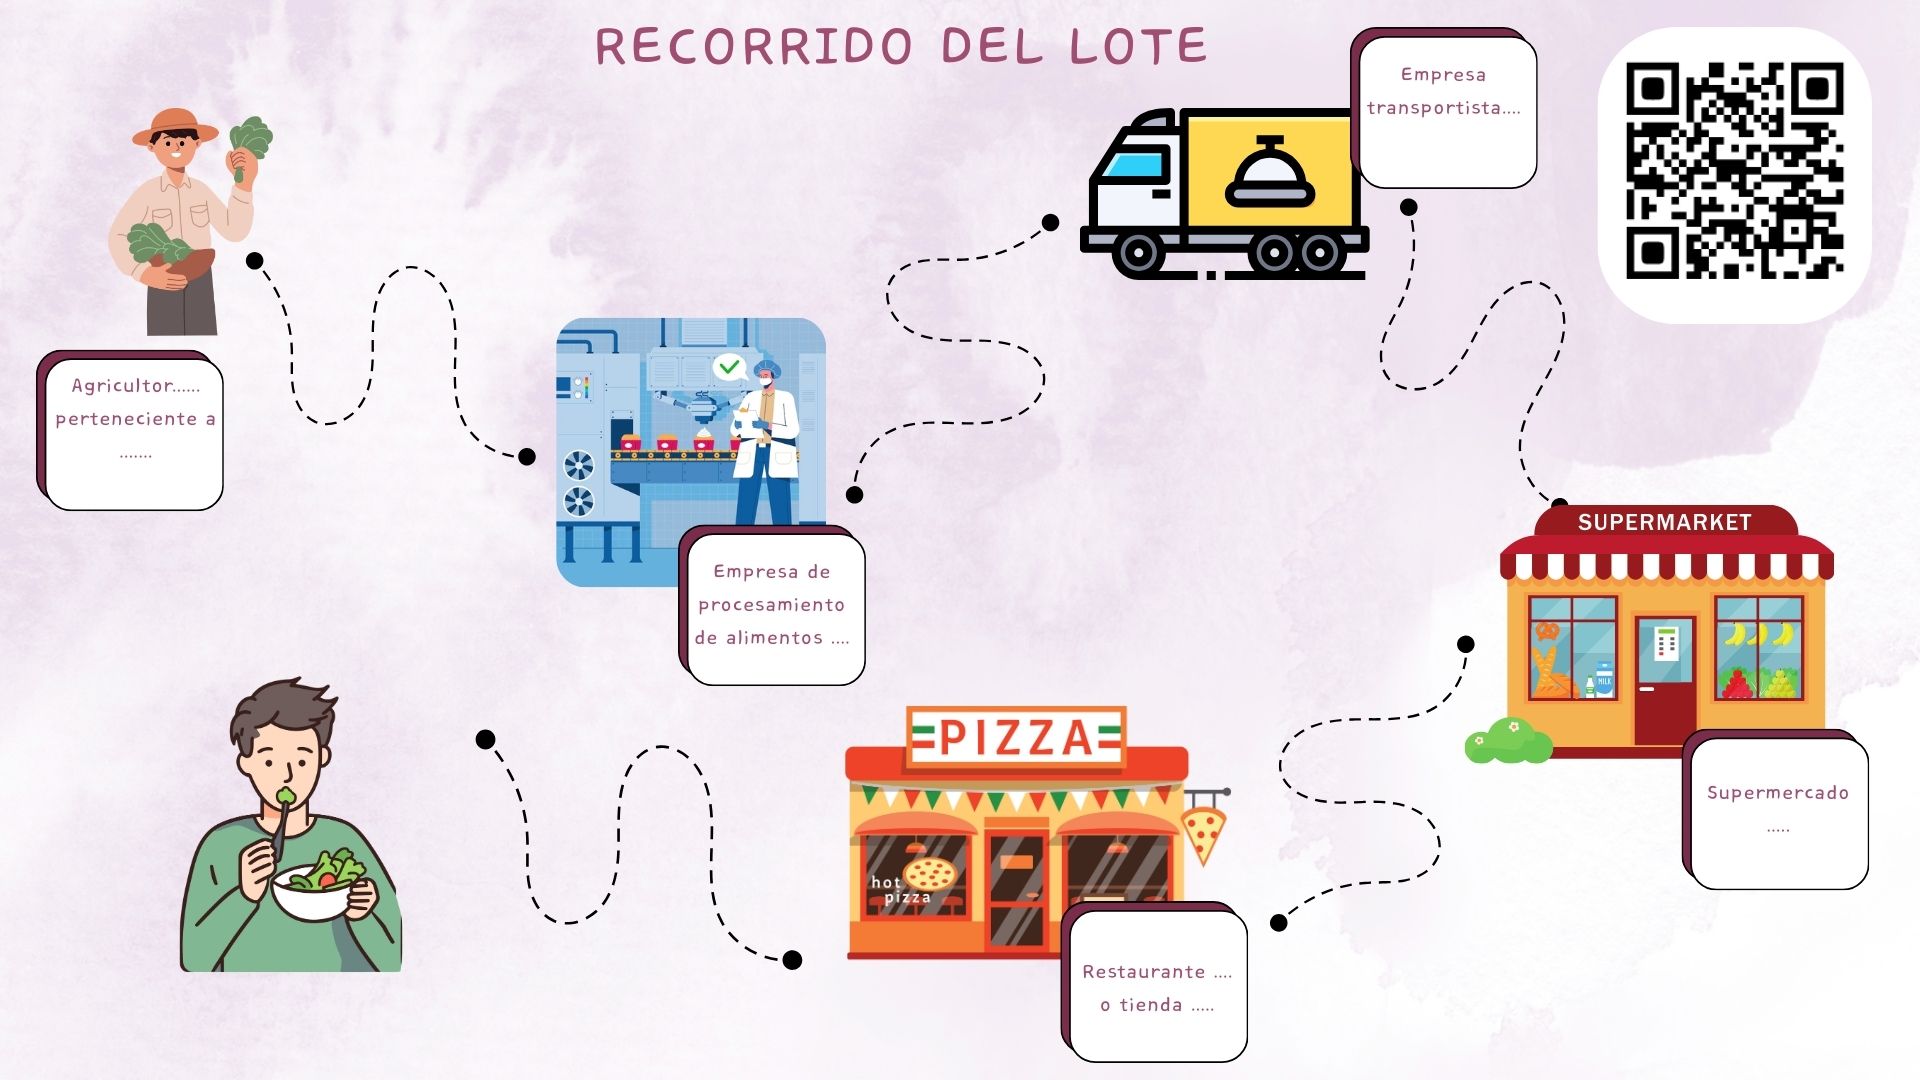 RECORRIDO DEL LOTE
Empresa
transportista....
Agricultor......
perteneciente a
.......
Empresa de
procesamiento
de alimentos ....
SUPERMARKET
MILK
Supermercado
.....
PIZZA
hot
pizza
Restaurante ....
o tienda .....